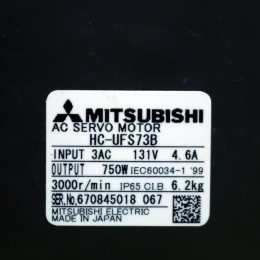 MITSUBISHI
AC SERVO MOTOR
HC-UFS73B
INPUT 3AC 131V 4.6A
OUTPUT 750W IEC60034-1 '99
3000r/min IP65 Cl.B 6.2kg
SER.No.670845018 067
MITSUBISHI ELECTRIC
MADE IN JAPAN